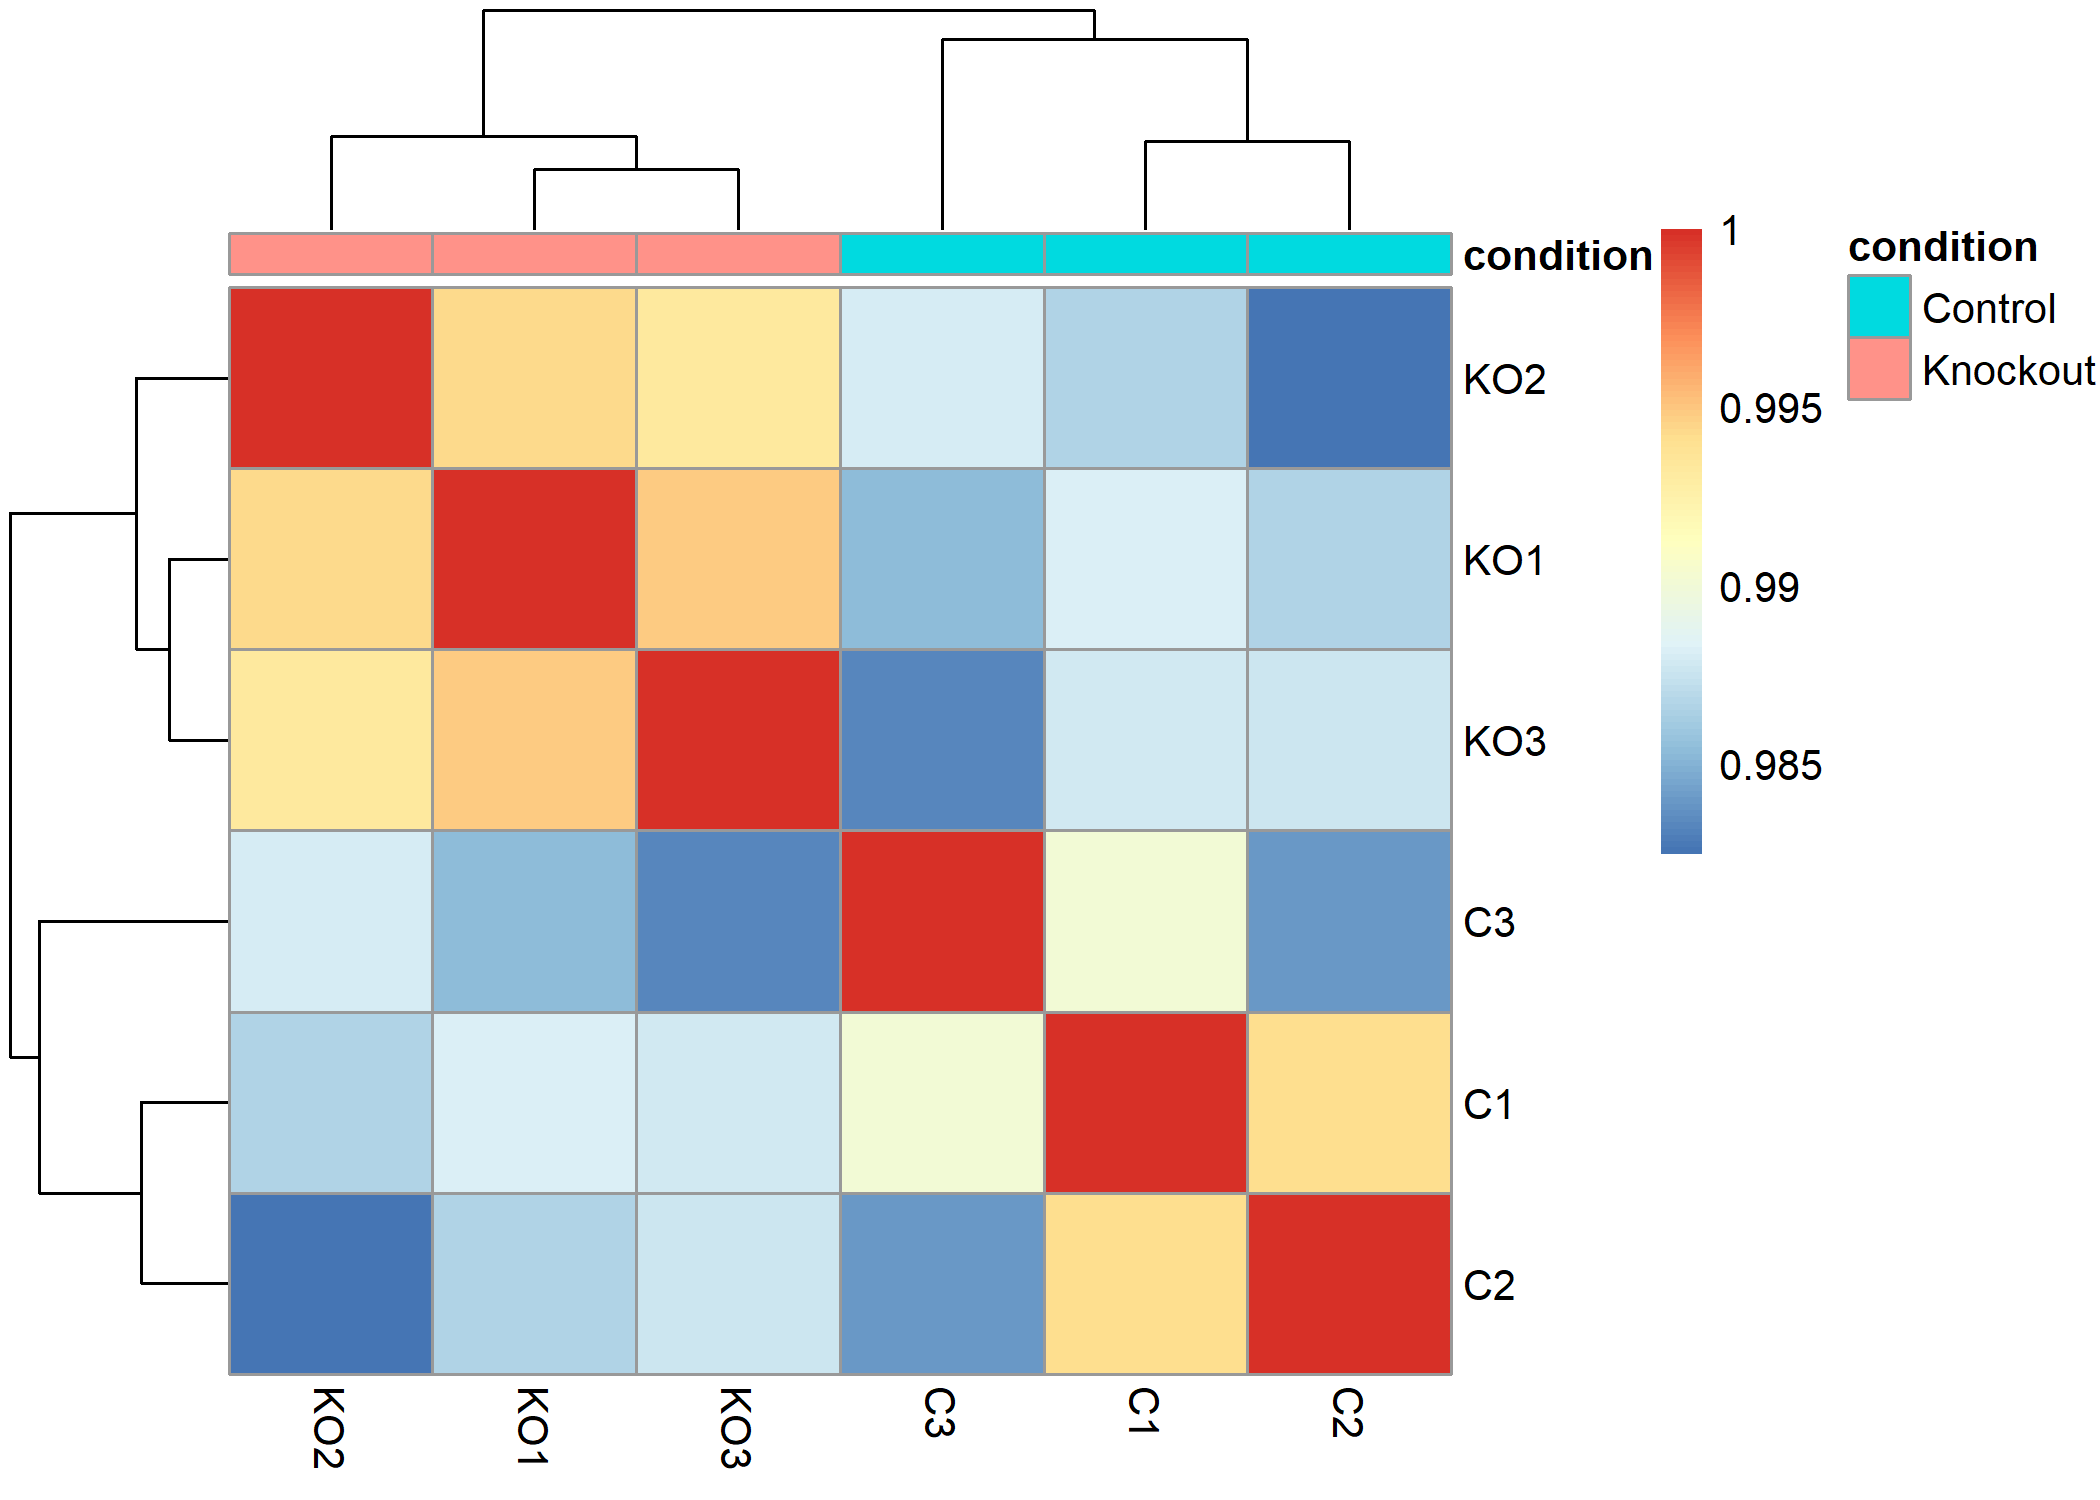 condition
1
0.995
0.99
0.985
condition
Control
Knockout
KO2
KO1
KO3
C3
C1
C2
KO2
KO1
KO3
C3
C1
C2